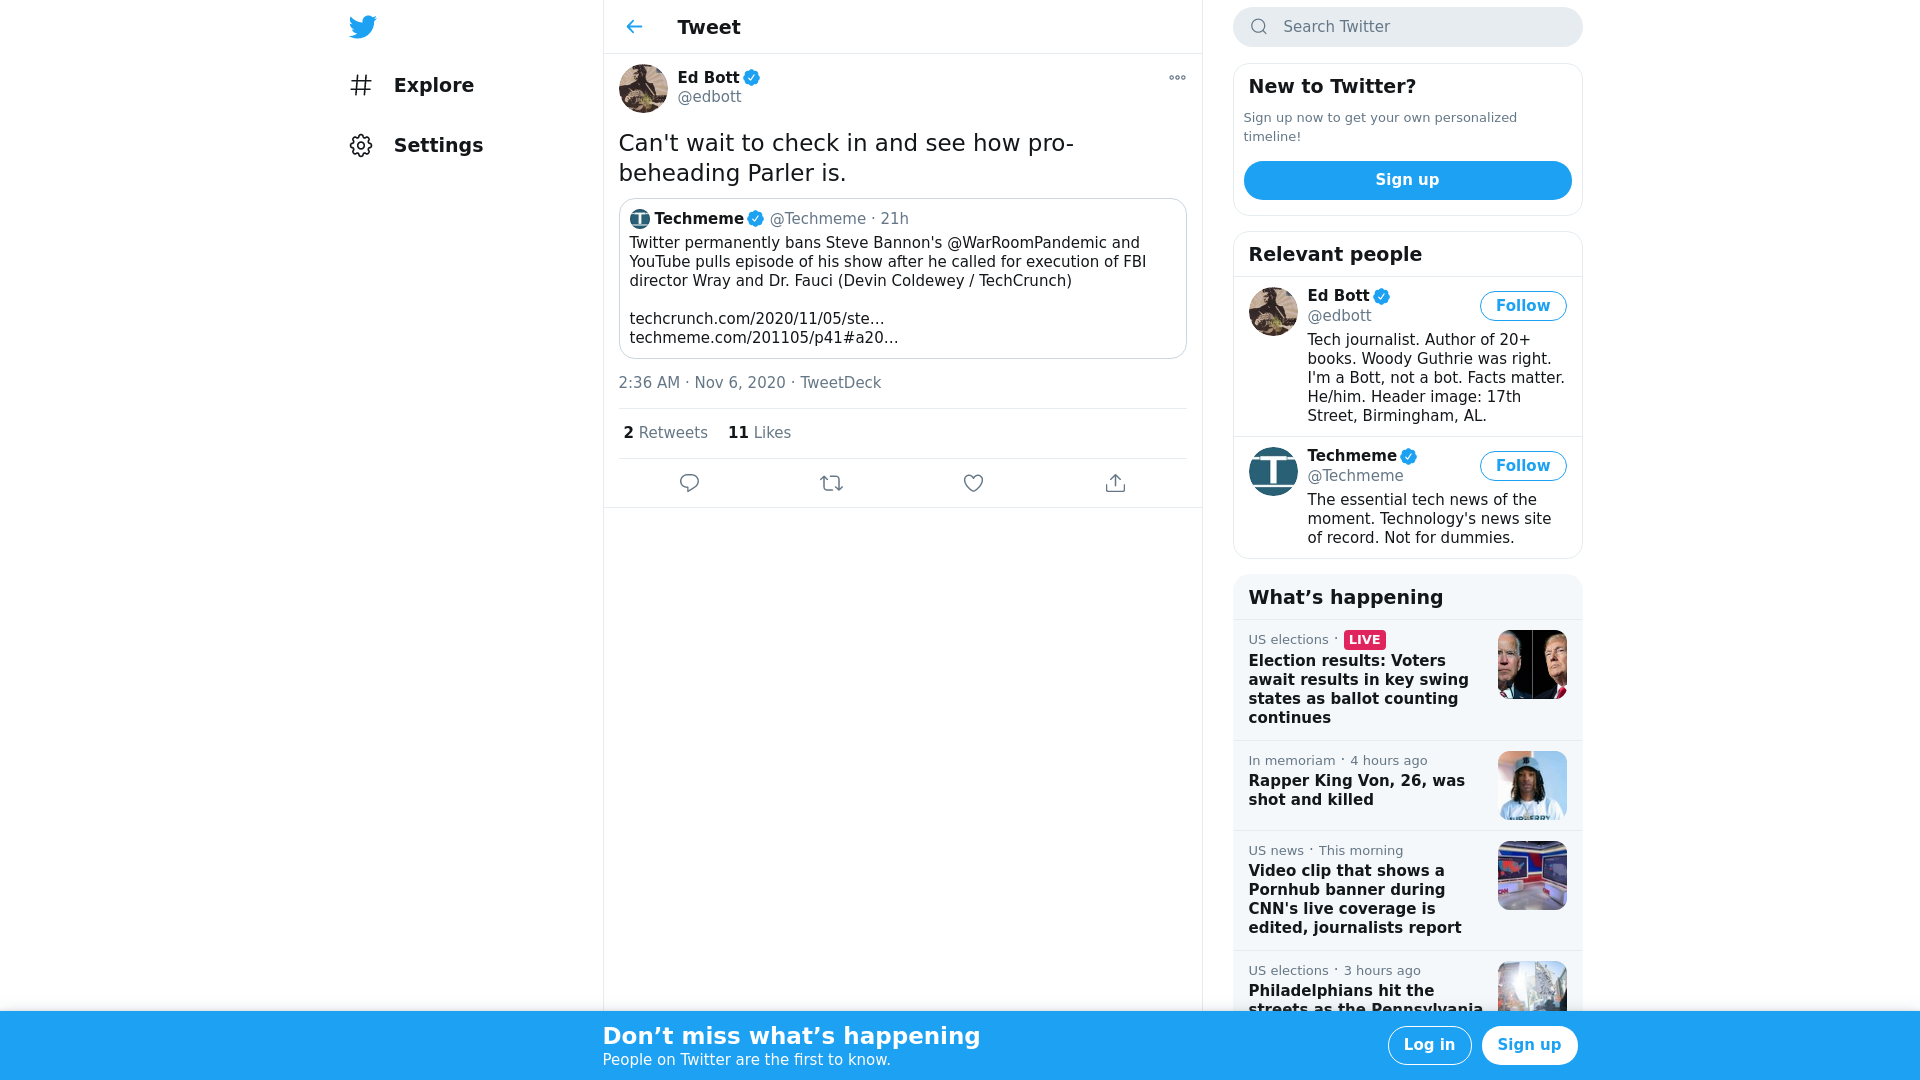 Explore
Settings
Tweet
Ed Bott
@edbott
Can't wait to check in and see how pro-
beheading Parler is.
Techmeme @Techmeme · 21h
Twitter permanently bans Steve Bannon's @WarRoomPandemic and
YouTube pulls episode of his show after he called for execution of FBI
director Wray and Dr. Fauci (Devin Coldewey / TechCrunch)
techcrunch.com/2020/11/05/ste…
techmeme.com/201105/p41#a20…
2:36 AM · Nov 6, 2020 · TweetDeck
2 Retweets 11 Likes
Search Twitter
New to Twitter?
Sign up now to get your own personalized
timeline!
Sign up
Relevant people
Ed Bott
@edbott
Follow
Tech journalist. Author of 20+
books. Woody Guthrie was right.
I'm a Bott, not a bot. Facts matter.
He/him. Header image: 17th
Street, Birmingham, AL.
Techmeme
@Techmeme
Follow
The essential tech news of the
moment. Technology's news site
of record. Not for dummies.
What’s happening
US elections · LIVE
Election results: Voters
await results in key swing
states as ballot counting
continues
In memoriam · 4 hours ago
Rapper King Von, 26, was
shot and killed
US news · This morning
Video clip that shows a
Pornhub banner during
CNN's live coverage is
edited, journalists report
US elections · 3 hours ago
Philadelphians hit the
streets as the Pennsylvania
Don’t miss what’s happening
People on Twitter are the first to know.
Log in
Sign up